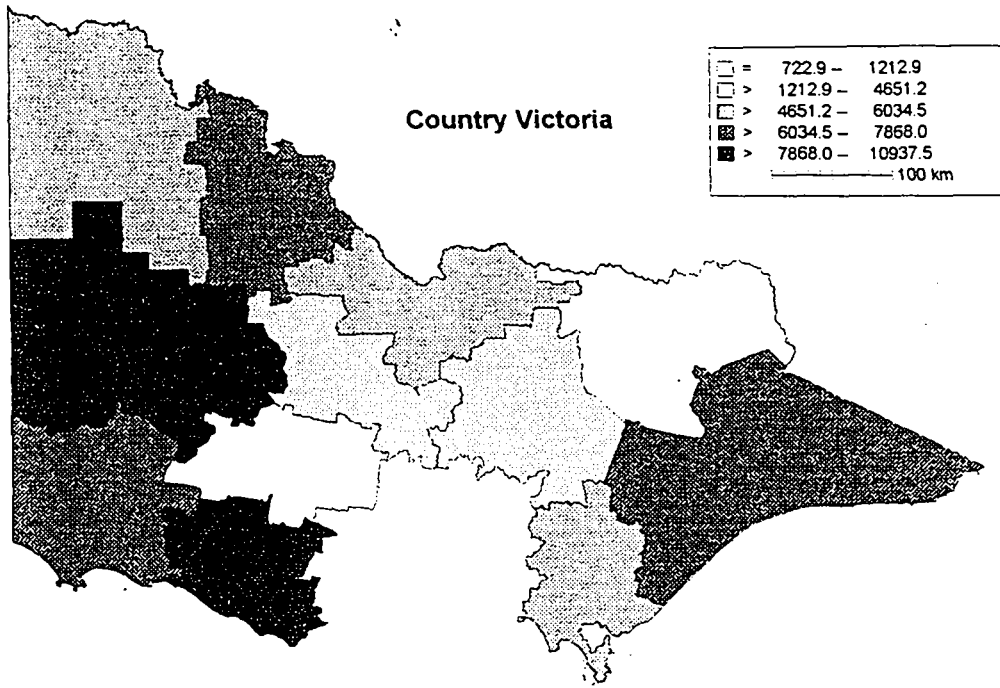 Country Victoria
= 722.9 – 1212.9
> 1212.9 – 4651.2
> 4651.2 – 6034.5
> 6034.5 – 7868.0
> 7868.0 – 10937.5
100 km